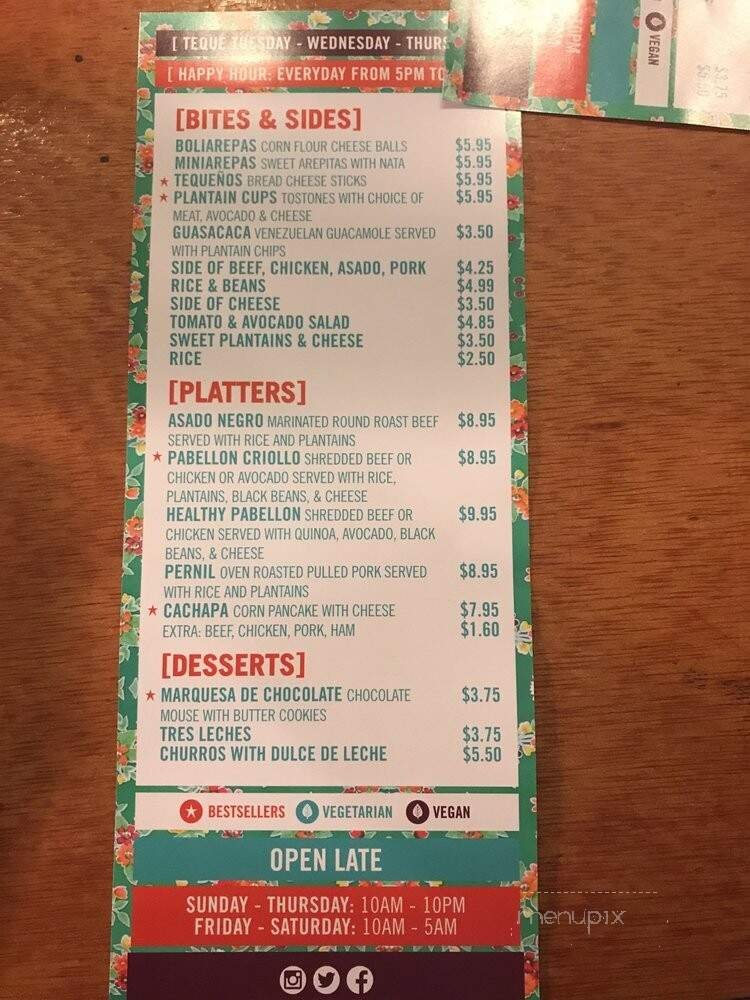 [ TEQUE TUESDAY - WEDNESDAY - THURS
[ HAPPY HOUR: EVERYDAY FROM 5PM TO
[BITES & SIDES]
BOLIAREPAS CORN FLOUR CHEESE BALLS $5.95
MINIAREPAS SWEET AREPITAS WITH NATA $5.95
TEQUEÑOS BREAD CHEESE STICKS $5.95
PLANTAIN CUPS TOSTONES WITH CHOICE OF $5.95
MEAT, AVOCADO & CHEESE
GUASACACA VENEZUELAN GUACAMOLE SERVED $3.50
WITH PLANTAIN CHIPS
SIDE OF BEEF, CHICKEN, ASADO, PORK $4.25
RICE & BEANS $4.99
SIDE OF CHEESE $3.50
TOMATO & AVOCADO SALAD $4.85
SWEET PLANTAINS & CHEESE $3.50
RICE $2.50
[PLATTERS]
ASADO NEGRO MARINATED ROUND ROAST BEEF $8.95
SERVED WITH RICE AND PLANTAINS
PABELLON CRIOLLO SHREDDED BEEF OR $8.95
CHICKEN OR AVOCADO SERVED WITH RICE,
PLANTAINS, BLACK BEANS, & CHEESE
HEALTHY PABELLON SHREDDED BEEF OR $9.95
CHICKEN SERVED WITH QUINOA, AVOCADO, BLACK
BEANS, & CHEESE
PERNIL OVEN ROASTED PULLED PORK SERVED $8.95
WITH RICE AND PLANTAINS
CACHAPA CORN PANCAKE WITH CHEESE $7.95
EXTRA: BEEF, CHICKEN, PORK, HAM $1.60
[DESSERTS]
MARQUESA DE CHOCOLATE CHOCOLATE $3.75
MOUSE WITH BUTTER COOKIES
TRES LECHES $3.75
CHURROS WITH DULCE DE LECHE $5.50
BESTSELLERS VEGETARIAN VEGAN
OPEN LATE
SUNDAY - THURSDAY: 10AM - 10PM
FRIDAY - SATURDAY: 10AM - 5AM
VEGAN
$3.75
menupix